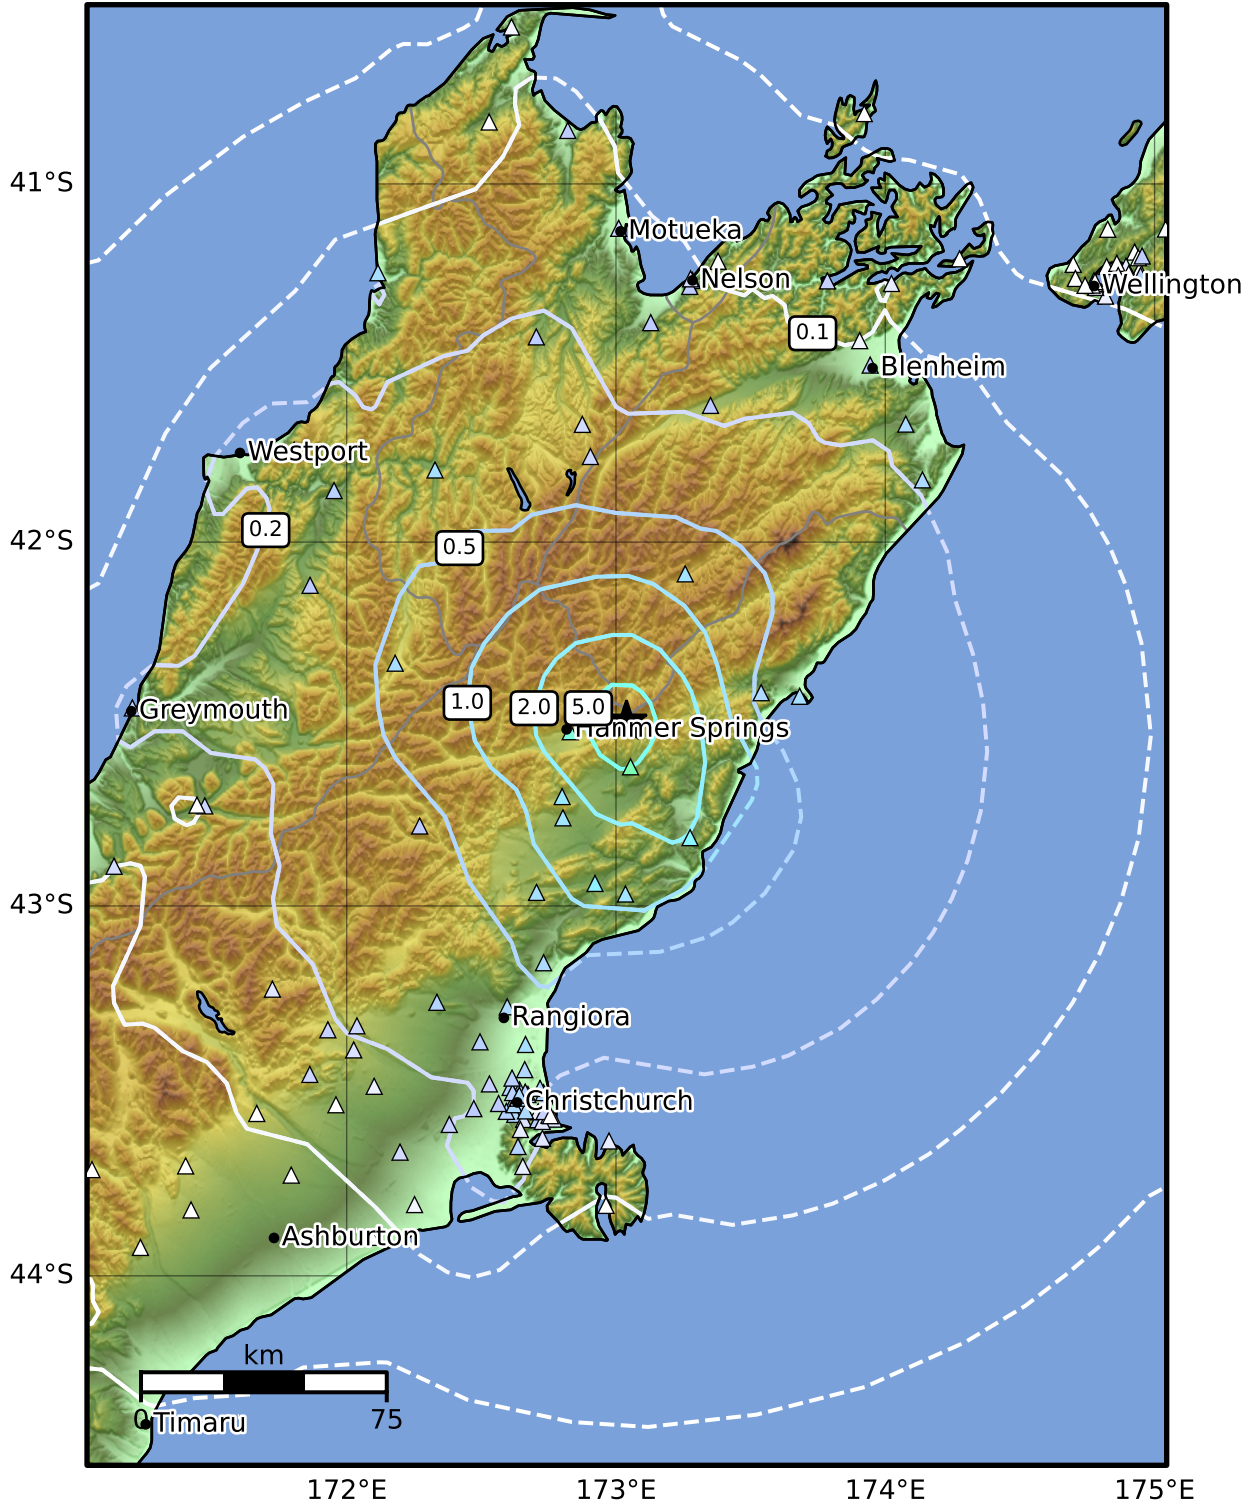 41°S
Motueka
Nelson
Wellington
0.1
Blenheim
Westport
0.2
42°S
0.5
1.0
2.0
5.0
Greymouth
Hanmer Springs
43°S
Rangiora
Christchurch
Ashburton
44°S
km
0
75
Timaru
172°E
173°E
174°E
175°E